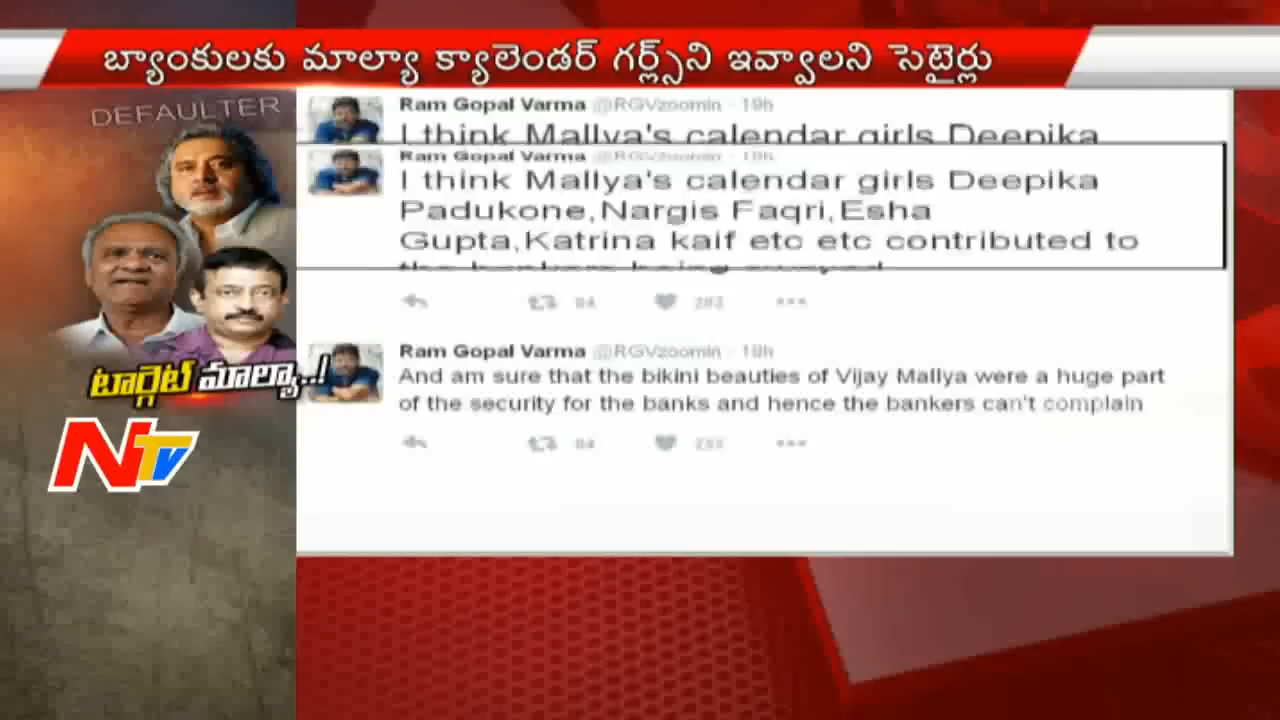 బ్యాంకులకు మాల్యా క్యాలెండర్ గర్ల్స్‌ని ఇవ్వాలని సెటైర్లు
DEFAULTER
టార్గెట్ మాల్యా..!
NTV
Ram Gopal Varma @RGVzoomin · 19h
I think Mallya's calendar girls Deepika
Ram Gopal Varma @RGVzoomin · 19h
I think Mallya's calendar girls Deepika
Padukone,Nargis Faqri,Esha
Gupta,Katrina kaif etc etc contributed to
Ram Gopal Varma @RGVzoomin · 19h
And am sure that the bikini beauties of Vijay Mallya were a huge part
of the security for the banks and hence the bankers can't complain